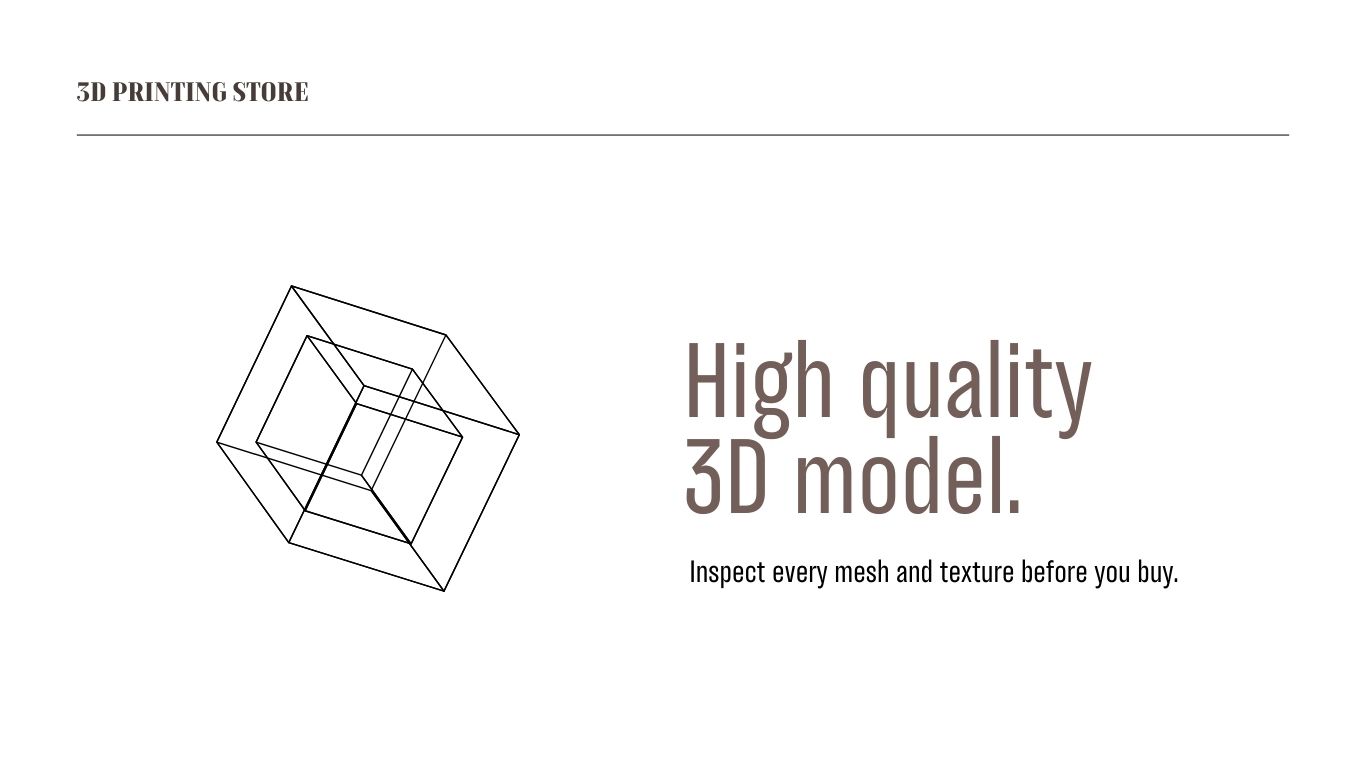 3D PRINTING STORE
High quality
3D model.
Inspect every mesh and texture before you buy.